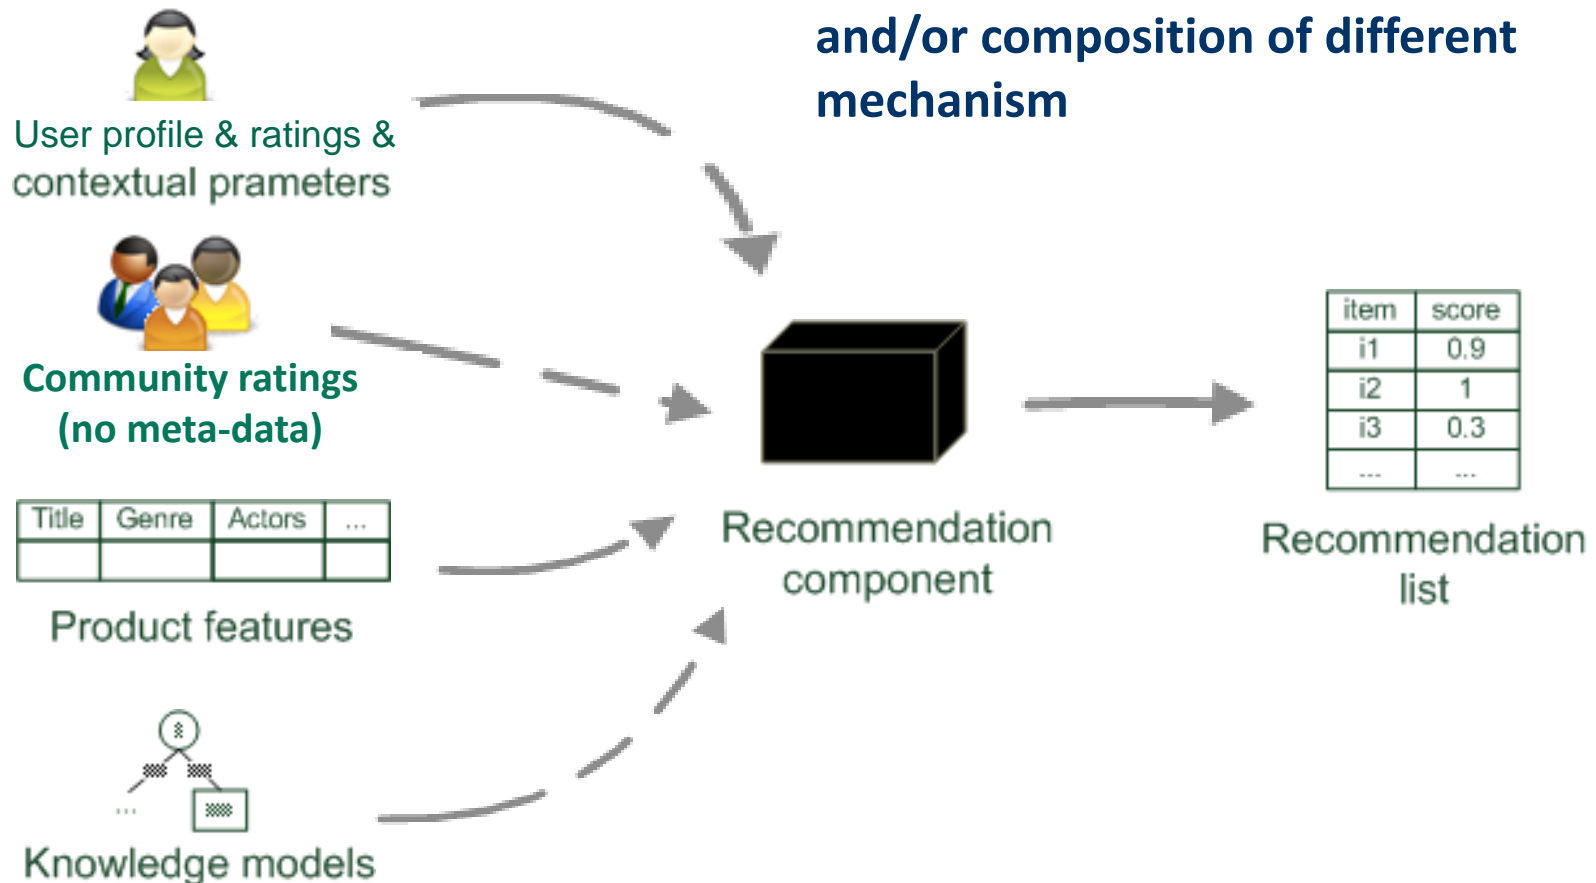 and/or composition of different
mechanism
User profile & ratings &
contextual prameters
Community ratings
(no meta-data)
Title Genre Actors ...
Product features
...
Knowledge models
Recommendation
component
item score
i1 0.9
i2 1
i3 0.3
... ...
Recommendation
list